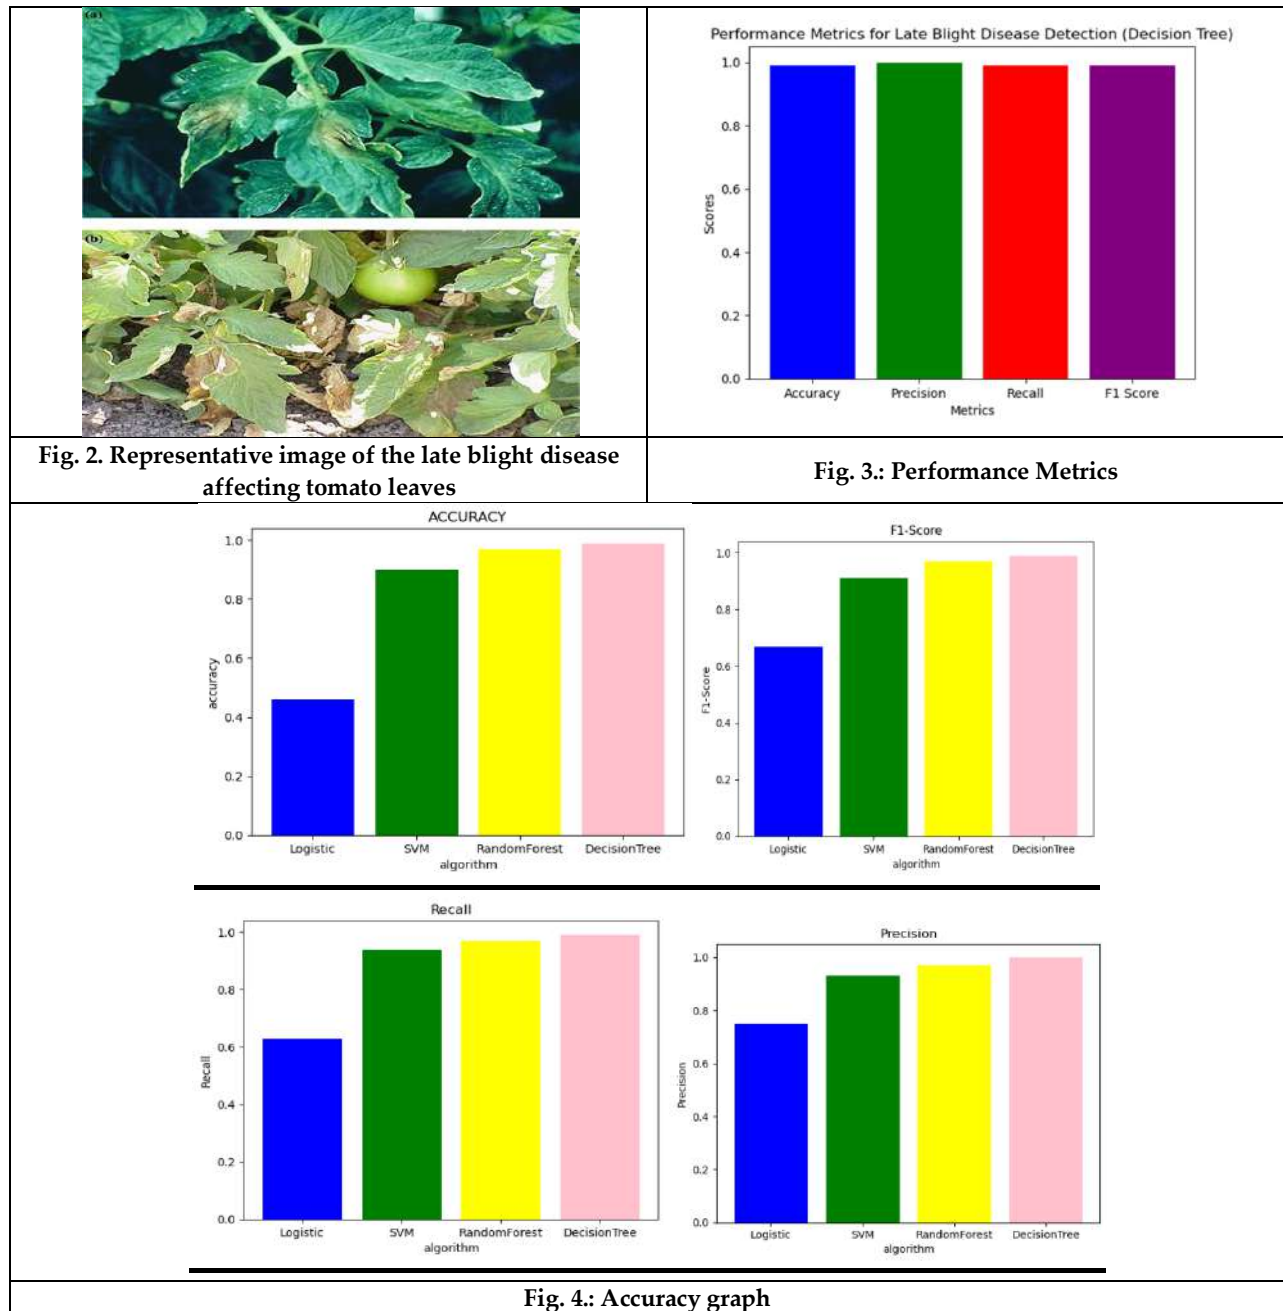 (a)
(b)
Fig. 2. Representative image of the late blight disease
affecting tomato leaves
Performance Metrics for Late Blight Disease Detection (Decision Tree)
1.0
0.8
0.6
0.4
0.2
0.0
Scores
Accuracy Precision Recall F1 Score
Metrics
Fig. 3.: Performance Metrics
ACCURACY
1.0
0.8
0.6
0.4
0.2
0.0
accuracy
Logistic SVM RandomForest DecisionTree
algorithm
F1-Score
1.0
0.8
0.6
0.4
0.2
0.0
F1-Score
Logistic SVM RandomForest DecisionTree
algorithm
Recall
1.0
0.8
0.6
0.4
0.2
0.0
Recall
Logistic SVM RandomForest DecisionTree
algorithm
Precision
1.0
0.8
0.6
0.4
0.2
0.0
Precision
Logistic SVM RandomForest DecisionTree
algorithm
Fig. 4.: Accuracy graph